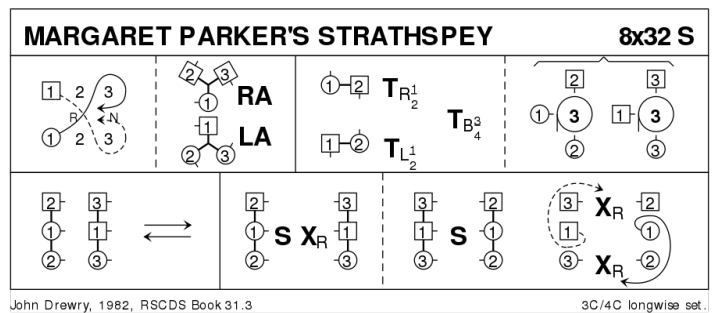 MARGARET PARKER'S STRATHSPEY 8x32 S
1 2 3
R N
1 2 3
2 3
1
RA
1
LA
2 3
1 2 T R 1/2
1 2 T L 1/2
T B 3/4
2 3
1 3 1 3
2 3
2 3
1 1
2 3
2 3
1 S X R 1
2 3
3 2
1 S 1
3 2
3 X R 2
1 1
3 X R 2
John Drewry, 1982, RSCDS Book 31.3 3C/4C longwise set.